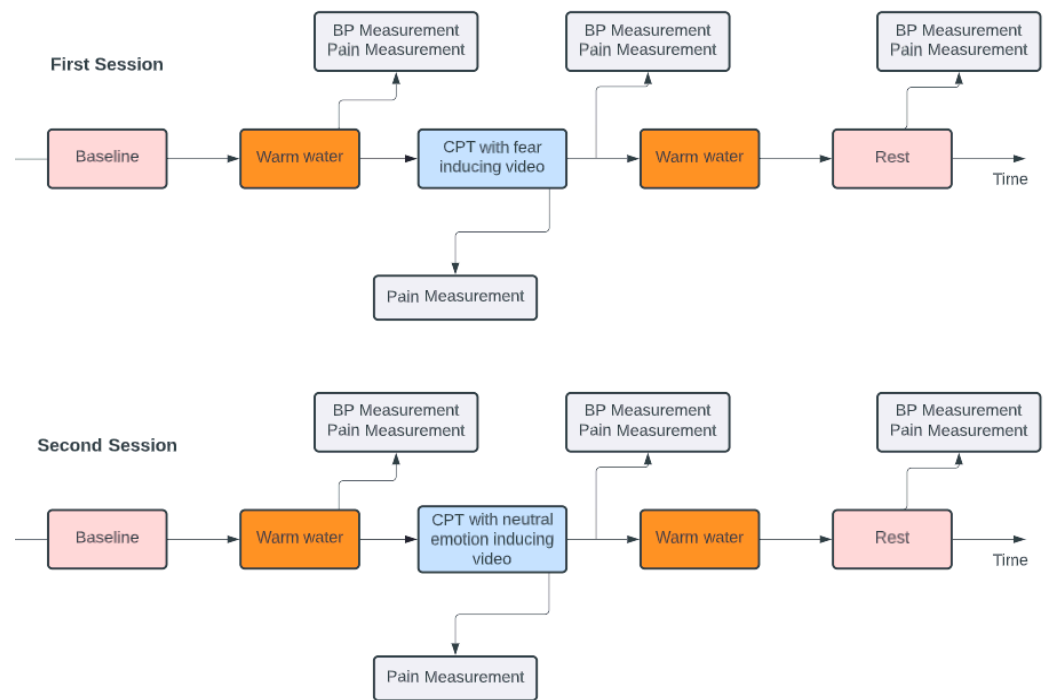 BP Measurement
Pain Measurement
BP Measurement
Pain Measurement
BP Measurement
Pain Measurement
First Session
Baseline
Warm water
CPT with fear
inducing video
Warm water
Rest
Time
Pain Measurement
BP Measurement
Pain Measurement
BP Measurement
Pain Measurement
BP Measurement
Pain Measurement
Second Session
Baseline
Warm water
CPT with neutral
emotion inducing
video
Warm water
Rest
Time
Pain Measurement